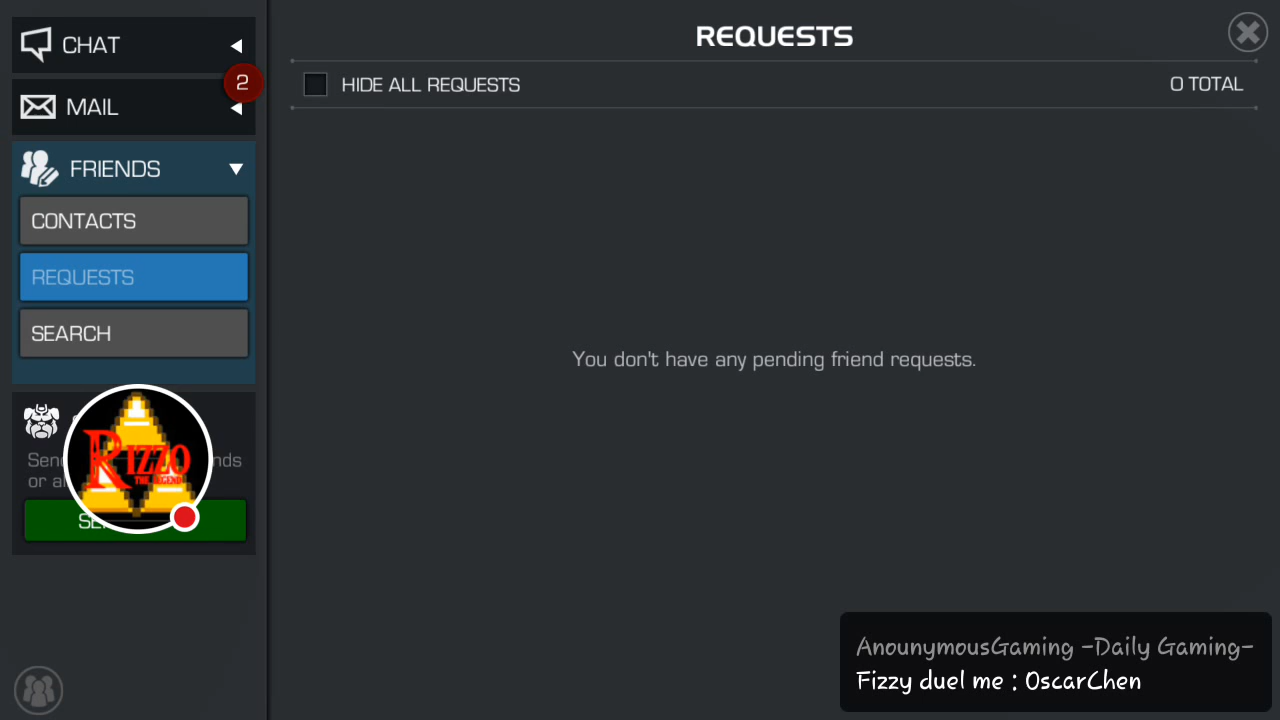 CHAT
2
MAIL
FRIENDS
CONTACTS
REQUESTS
SEARCH
RIZZO
THE LEGEND
REQUESTS
HIDE ALL REQUESTS
0 TOTAL
You don't have any pending friend requests.
AnounymousGaming -Daily Gaming-
Fizzy duel me : OscarChen